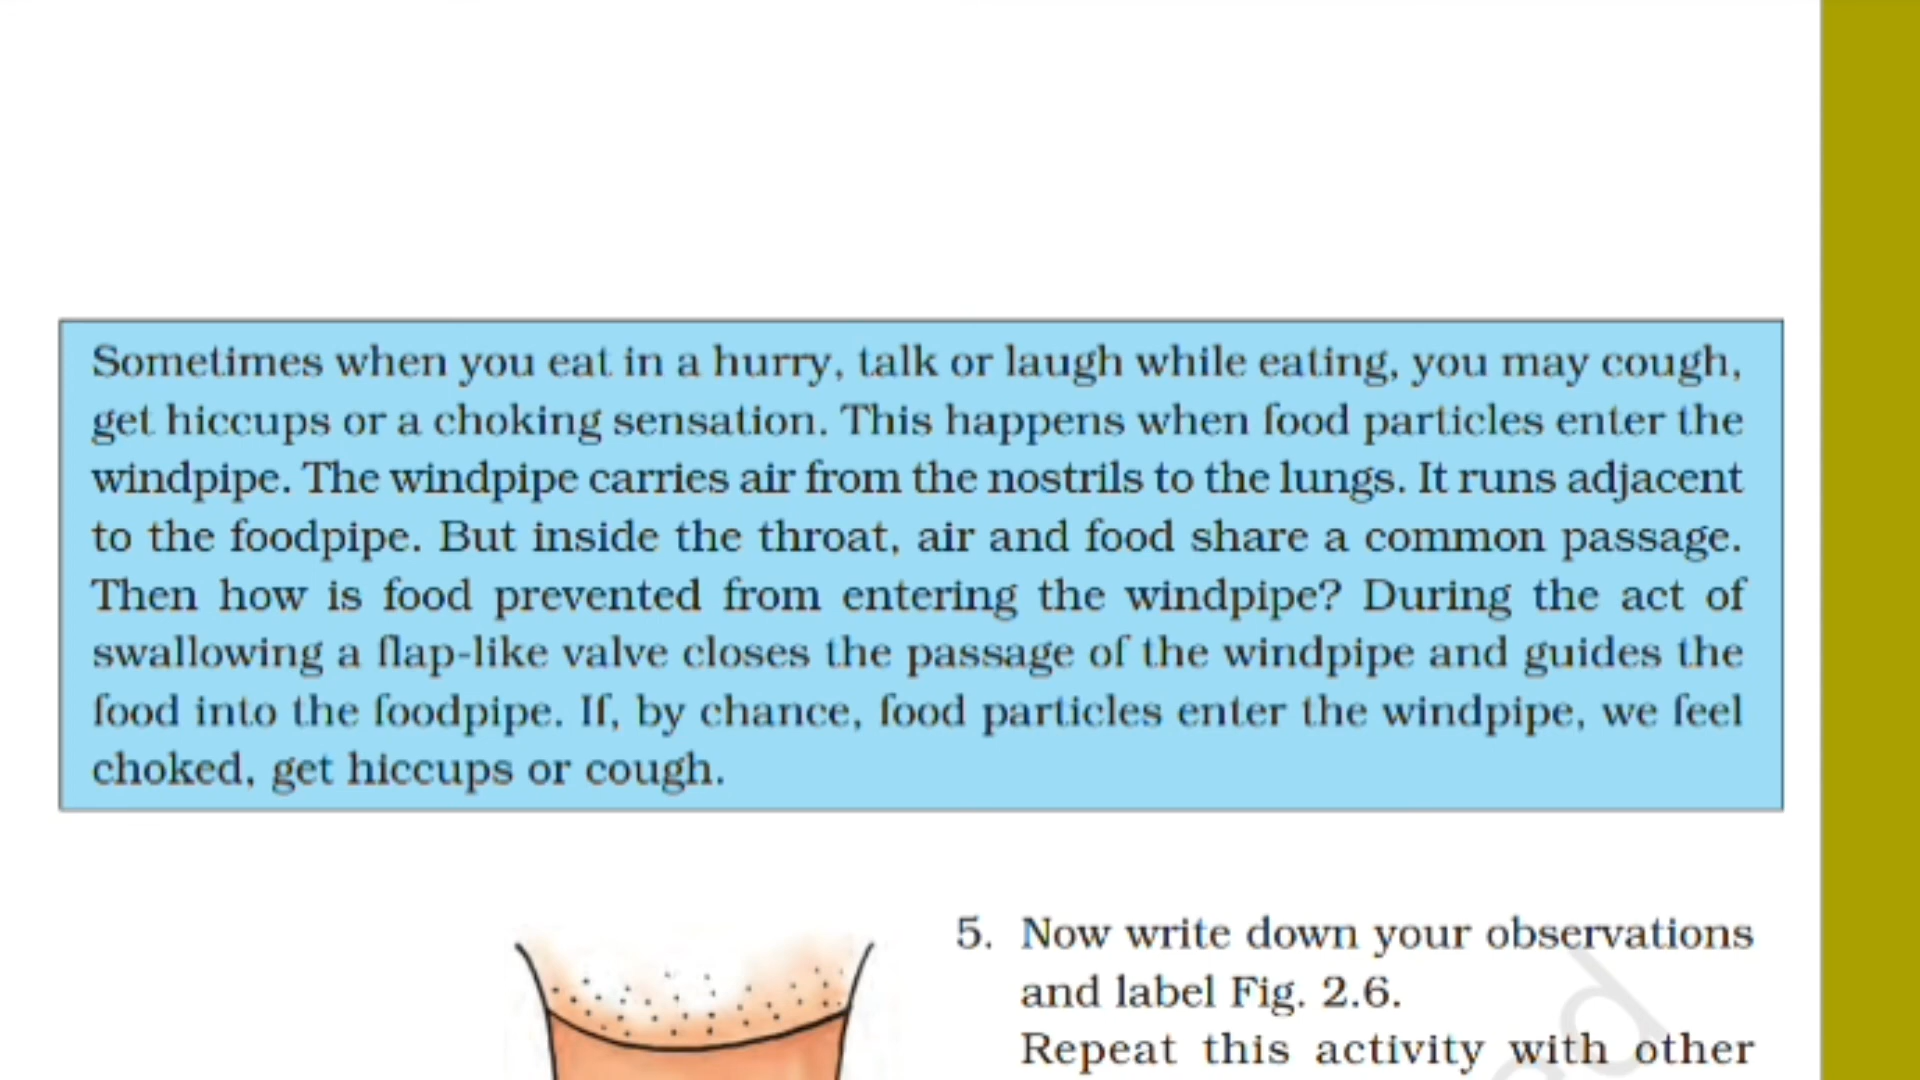 Sometimes when you eat in a hurry, talk or laugh while eating, you may cough,
get hiccups or a choking sensation. This happens when food particles enter the
windpipe. The windpipe carries air from the nostrils to the lungs. It runs adjacent
to the foodpipe. But inside the throat, air and food share a common passage.
Then how is food prevented from entering the windpipe? During the act of
swallowing a flap-like valve closes the passage of the windpipe and guides the
food into the foodpipe. If, by chance, food particles enter the windpipe, we feel
choked, get hiccups or cough.
5. Now write down your observations
and label Fig. 2.6.
Repeat this activity with other